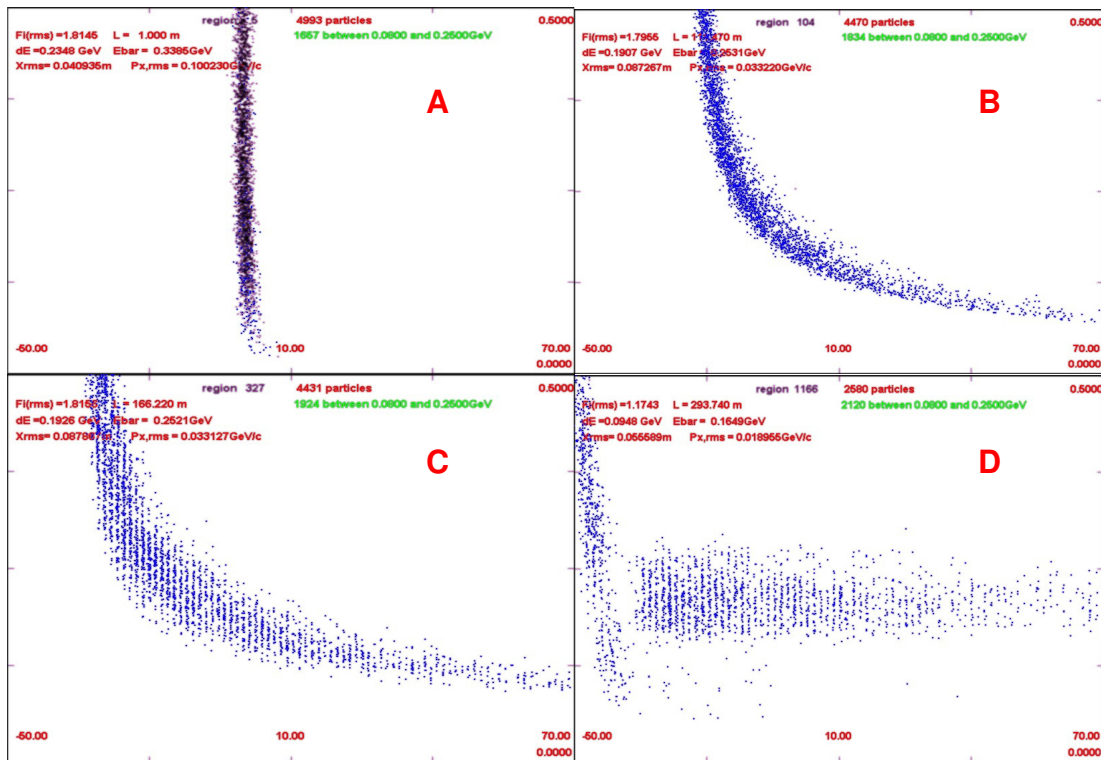 region 5 4993 particles 0.5000
Fi(rms) =1.8145 L = 1.000 m 1657 between 0.0800 and 0.2500GeV
dE =0.2348 GeV Ebar = 0.3385GeV
Xrms= 0.040935m Px,rms = 0.100230GeV/c
A
-50.00 10.00 70.00
0.0000
region 104 4470 particles 0.5000
Fi(rms) =1.7955 L = 1834 between 0.0800 and 0.2500GeV
dE =0.1907 GeV Ebar =
Xrms= 0.087267m Px,rms = 0.033220GeV/c
B
-50.00 10.00 70.00
0.0000
region 327 4431 particles 0.5000
L = 166.220 m 1924 between 0.0800 and 0.2500GeV
dE =0.1926 GeV Ebar = 0.2521GeV
Px,rms = 0.033127GeV/c
C
-50.00 10.00 70.00
0.0000
region 1166 2580 particles 0.5000
Fi(rms) =1.1743 L = 293.740 m 2120 between 0.0800 and 0.2500GeV
dE =0.0948 GeV Ebar = 0.1649GeV
Xrms= 0.055589m Px,rms = 0.018955GeV/c
D
-50.00 10.00 70.00
0.0000